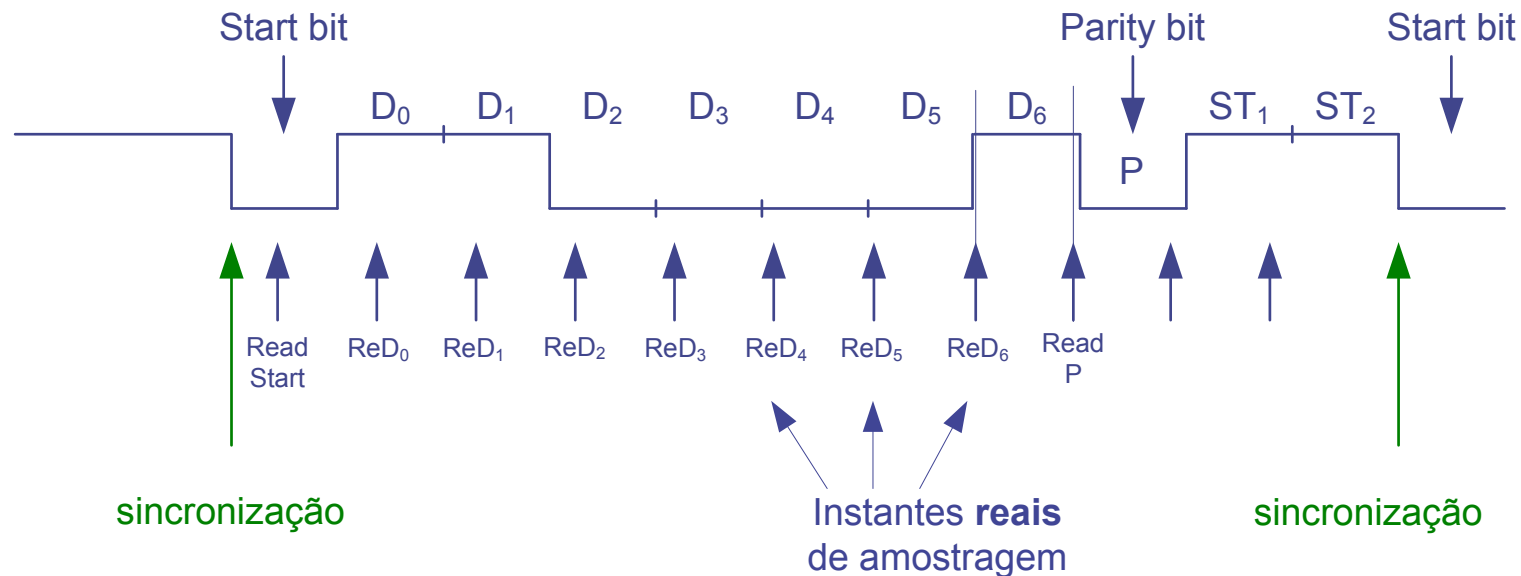 Start bit
Parity bit
Start bit
D₀
D₁
D₂
D₃
D₄
D₅
D₆
ST₁
ST₂
P
Read
Start
ReD₀
ReD₁
ReD₂
ReD₃
ReD₄
ReD₅
ReD₆
Read
P
sincronização
Instantes reais
de amostragem
sincronização